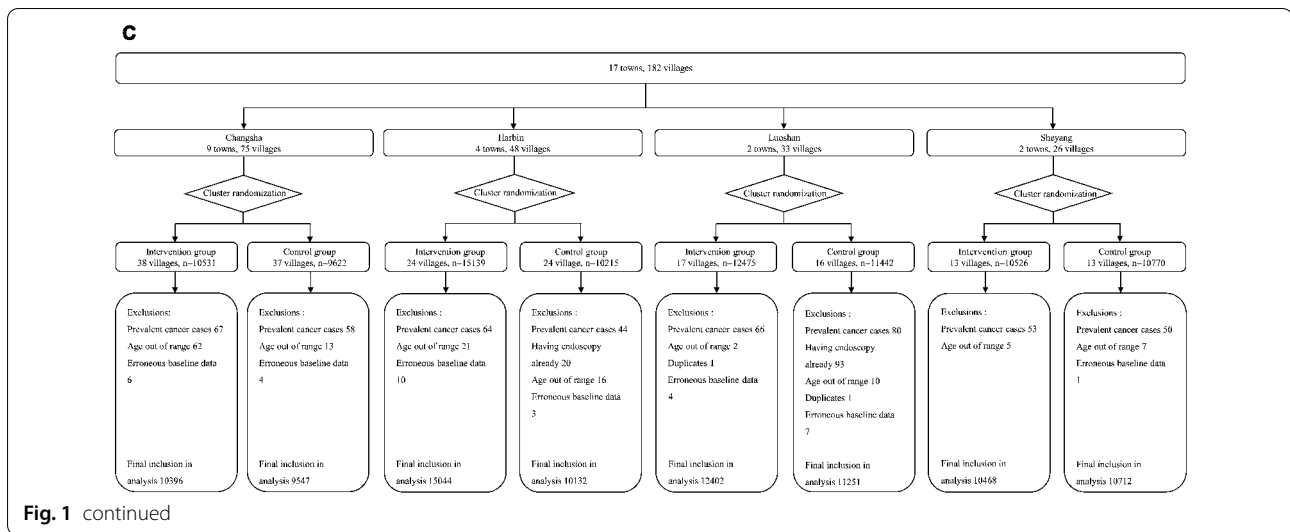 c
17 towns, 182 villages
Changsha
9 towns, 75 villages
Harbin
4 towns, 48 villages
Luoshan
2 towns, 33 villages
Sheyang
2 towns, 26 villages
Cluster randomization
Cluster randomization
Cluster randomization
Cluster randomization
Intervention group
38 villages, n=10531
Control group
37 villages, n=9622
Intervention group
24 villages, n=15139
Control group
24 village, n=10215
Intervention group
17 villages, n=12475
Control group
16 villages, n=11442
Intervention group
13 villages, n=10526
Control group
13 villages, n=10770
Exclusions :
Prevalent cancer cases 67
Age out of range 62
Erroneous baseline data
6
Final inclusion in
analysis 10396
Exclusions :
Prevalent cancer cases 58
Age out of range 13
Erroneous baseline data
4
Final inclusion in
analysis 9547
Exclusions :
Prevalent cancer cases 64
Age out of range 21
Erroneous baseline data
10
Final inclusion in
analysis 15044
Exclusions :
Prevalent cancer cases 44
Having endoscopy
already 20
Age out of range 16
Erroneous baseline data
3
Final inclusion in
analysis 10132
Exclusions :
Prevalent cancer cases 66
Age out of range 2
Duplicates 1
Erroneous baseline data
4
Final inclusion in
analysis 12402
Exclusions :
Prevalent cancer cases 80
Having endoscopy
already 93
Age out of range 10
Duplicates 1
Erroneous baseline data
7
Final inclusion in
analysis 11251
Exclusions :
Prevalent cancer cases 53
Age out of range 5
Final inclusion in
analysis 10468
Exclusions :
Prevalent cancer cases 50
Age out of range 7
Erroneous baseline data
1
Final inclusion in
analysis 10712
Fig. 1 continued